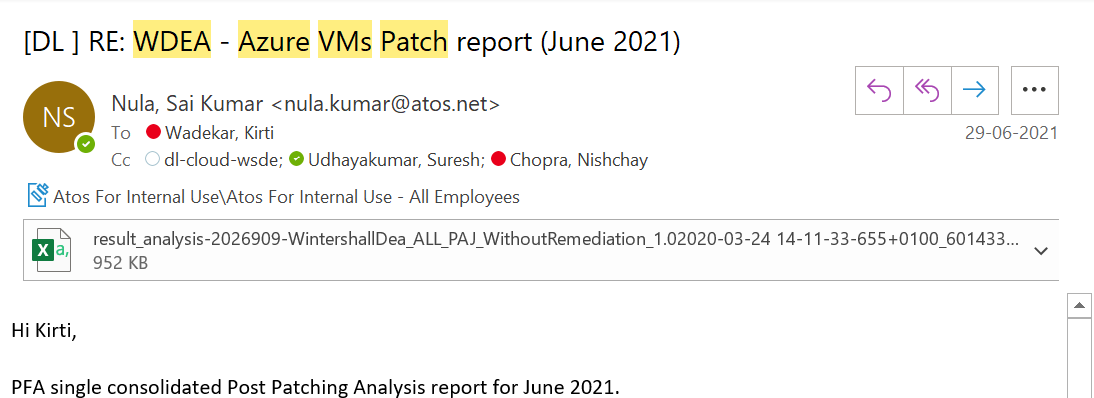 [DL ] RE: WDEA - Azure VMs Patch report (June 2021)
NS
Nula, Sai Kumar <nula.kumar@atos.net>
To Wadekar, Kirti
29-06-2021
Cc dl-cloud-wsde; Udhayakumar, Suresh; Chopra, Nishchay
Atos For Internal Use\Atos For Internal Use - All Employees
X a,
result_analysis-2026909-WintershallDea_ALL_PAJ_WithoutRemediation_1.02020-03-24 14-11-33-655+0100_601433...
952 KB
Hi Kirti,
PFA single consolidated Post Patching Analysis report for June 2021.